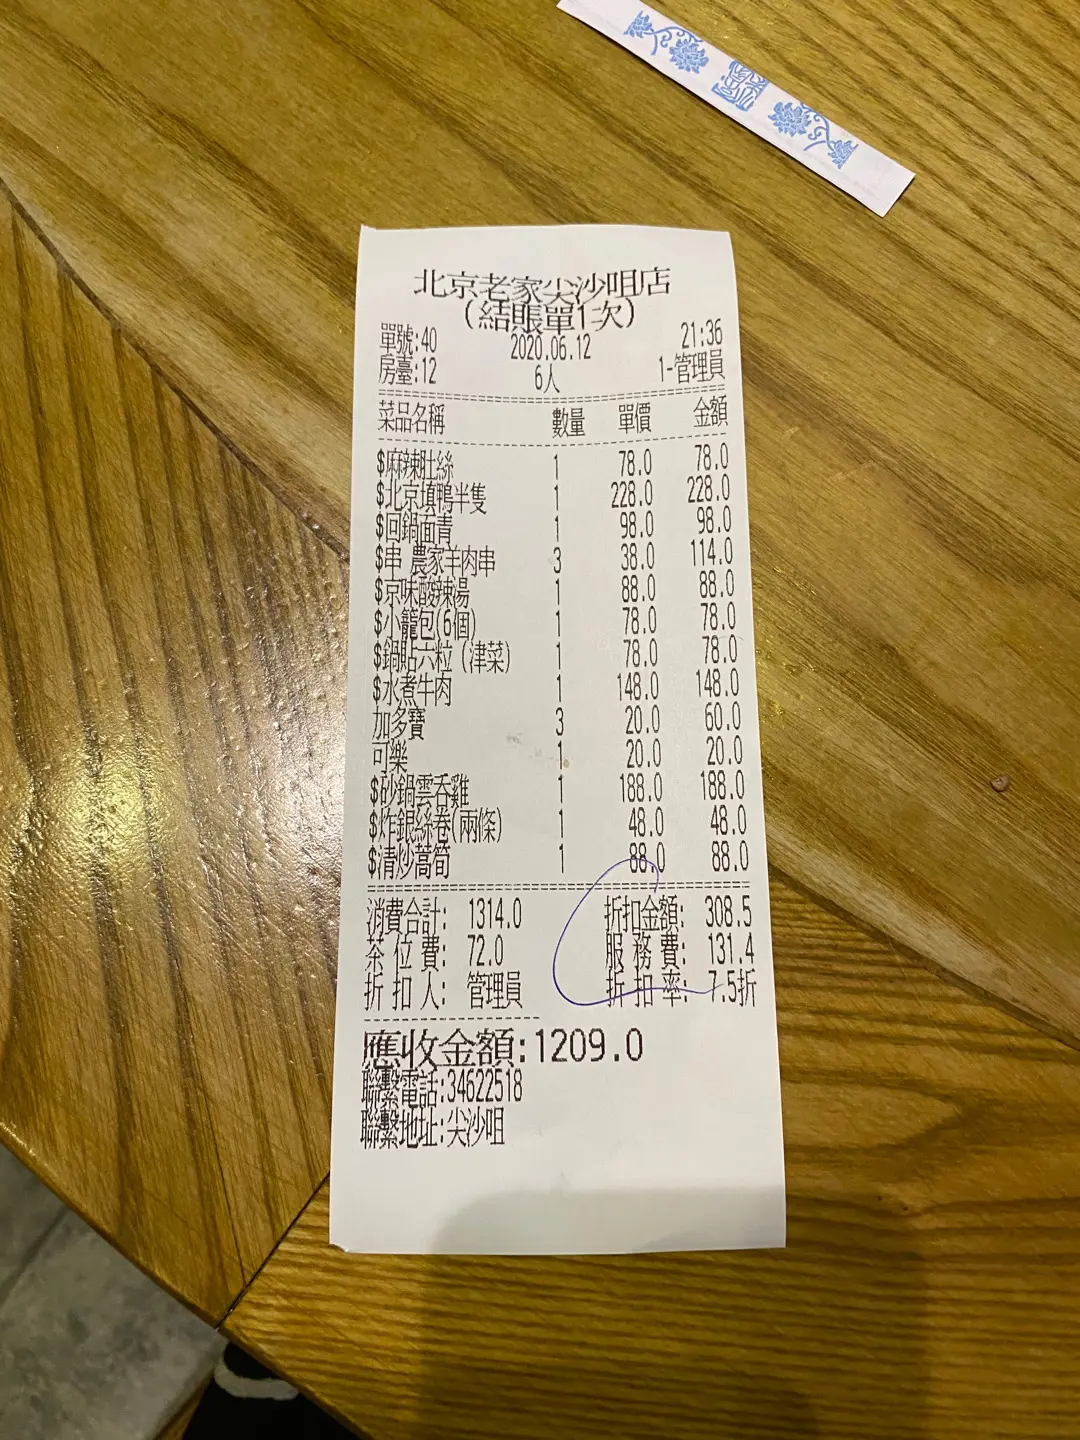 北京老家尖沙咀店
(結賬單1次)
單號:40 2020.06.12 21:36
房臺:12 6人 1-管理員
菜品名稱 數量 單價 金額
$麻辣肚絲 1 78.0 78.0
$北京填鴨半隻 1 228.0 228.0
$回鍋面青 1 98.0 98.0
$串 農家羊肉串 3 38.0 114.0
$京味酸辣湯 1 88.0 88.0
$小籠包(6個) 1 78.0 78.0
$鍋貼六粒(津菜) 1 78.0 78.0
$水煮牛肉 1 148.0 148.0
加多寶 3 20.0 60.0
可樂 1 20.0 20.0
$砂鍋雲吞雞 1 188.0 188.0
$炸銀絲卷(兩條) 1 48.0 48.0
$清炒蒿筍 1 88.0 88.0
消費合計: 1314.0 折扣金額: 308.5
茶位費: 72.0 服務費: 131.4
折扣人: 管理員 折扣率: 7.5折
應收金額:1209.0
聯繫電話:34622518
聯繫地址:尖沙咀